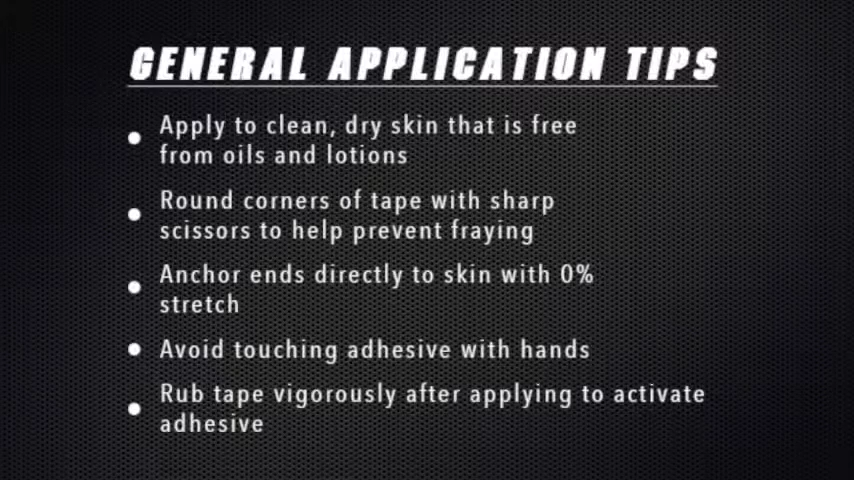 GENERAL APPLICATION TIPS
Apply to clean, dry skin that is free
from oils and lotions
Round corners of tape with sharp
scissors to help prevent fraying
Anchor ends directly to skin with 0%
stretch
Avoid touching adhesive with hands
Rub tape vigorously after applying to activate
adhesive